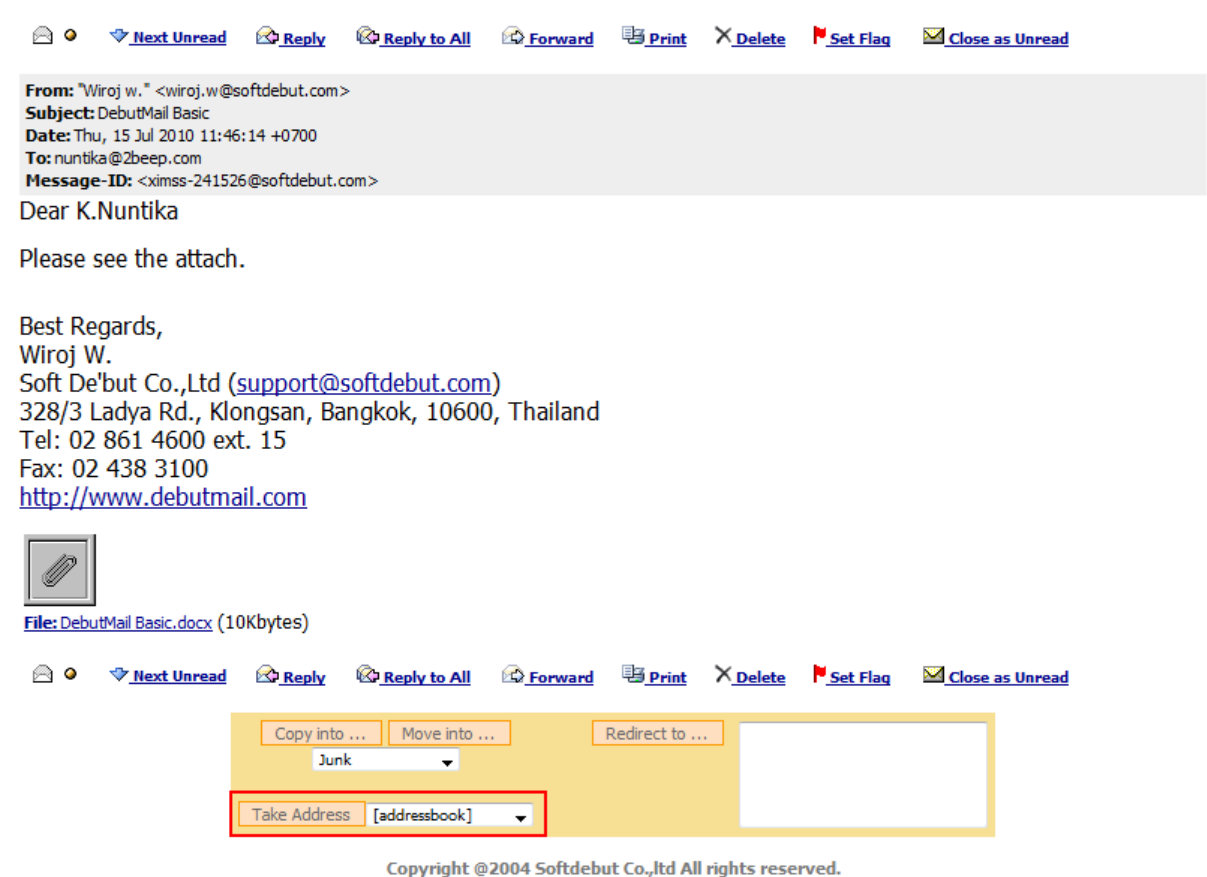 Next Unread Reply Reply to All Forward Print Delete Set Flag Close as Unread
From: "Wiroj w." <wiroj.w@softdebut.com>
Subject: DebutMail Basic
Date: Thu, 15 Jul 2010 11:46:14 +0700
To: nuntika@2beep.com
Message-ID: <ximss-241526@softdebut.com>
Dear K.Nuntika
Please see the attach.
Best Regards,
Wiroj W.
Soft De'but Co.,Ltd (support@softdebut.com)
328/3 Ladya Rd., Klongsan, Bangkok, 10600, Thailand
Tel: 02 861 4600 ext. 15
Fax: 02 438 3100
http://www.debutmail.com
File: DebutMail Basic.docx (10Kbytes)
Next Unread Reply Reply to All Forward Print Delete Set Flag Close as Unread
Copy into ... Move into ... Redirect to ...
Junk
Take Address [addressbook]
Copyright @2004 Softdebut Co.,ltd All rights reserved.